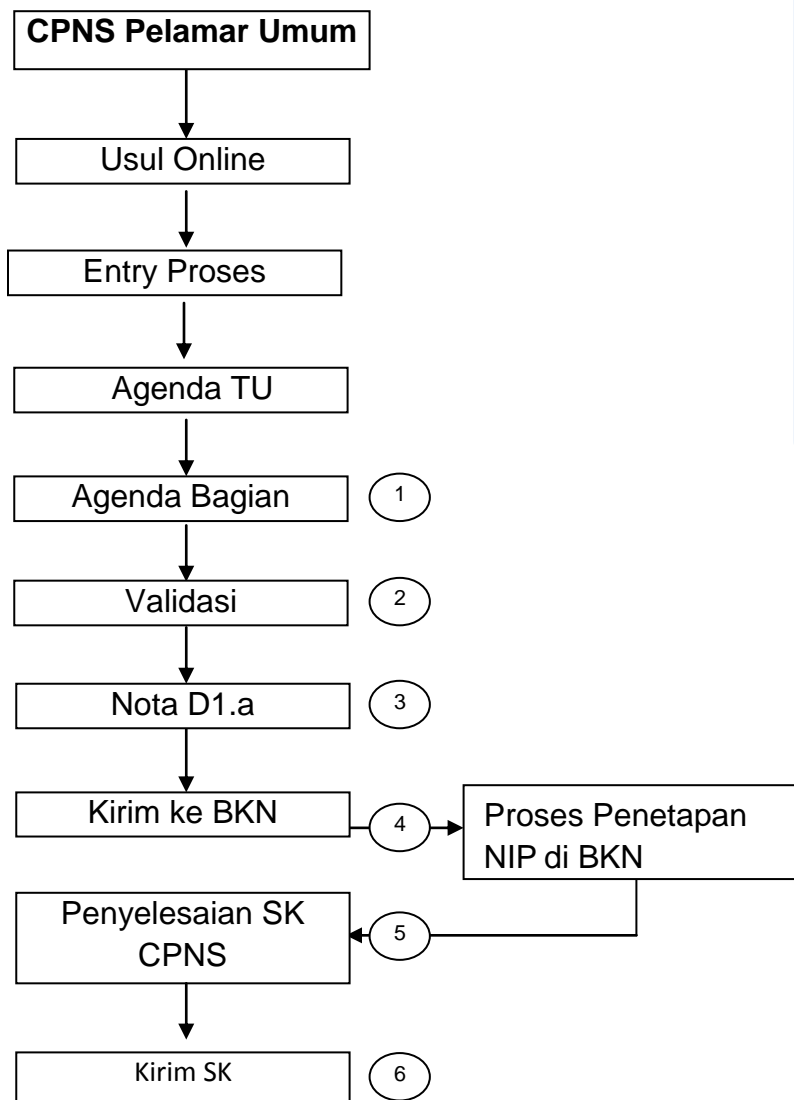 CPNS Pelamar Umum
Usul Online
Entry Proses
Agenda TU
Agenda Bagian
1
Validasi
2
Nota D1.a
3
Kirim ke BKN
4
Proses Penetapan
NIP di BKN
Penyelesaian SK
CPNS
5
Kirim SK
6